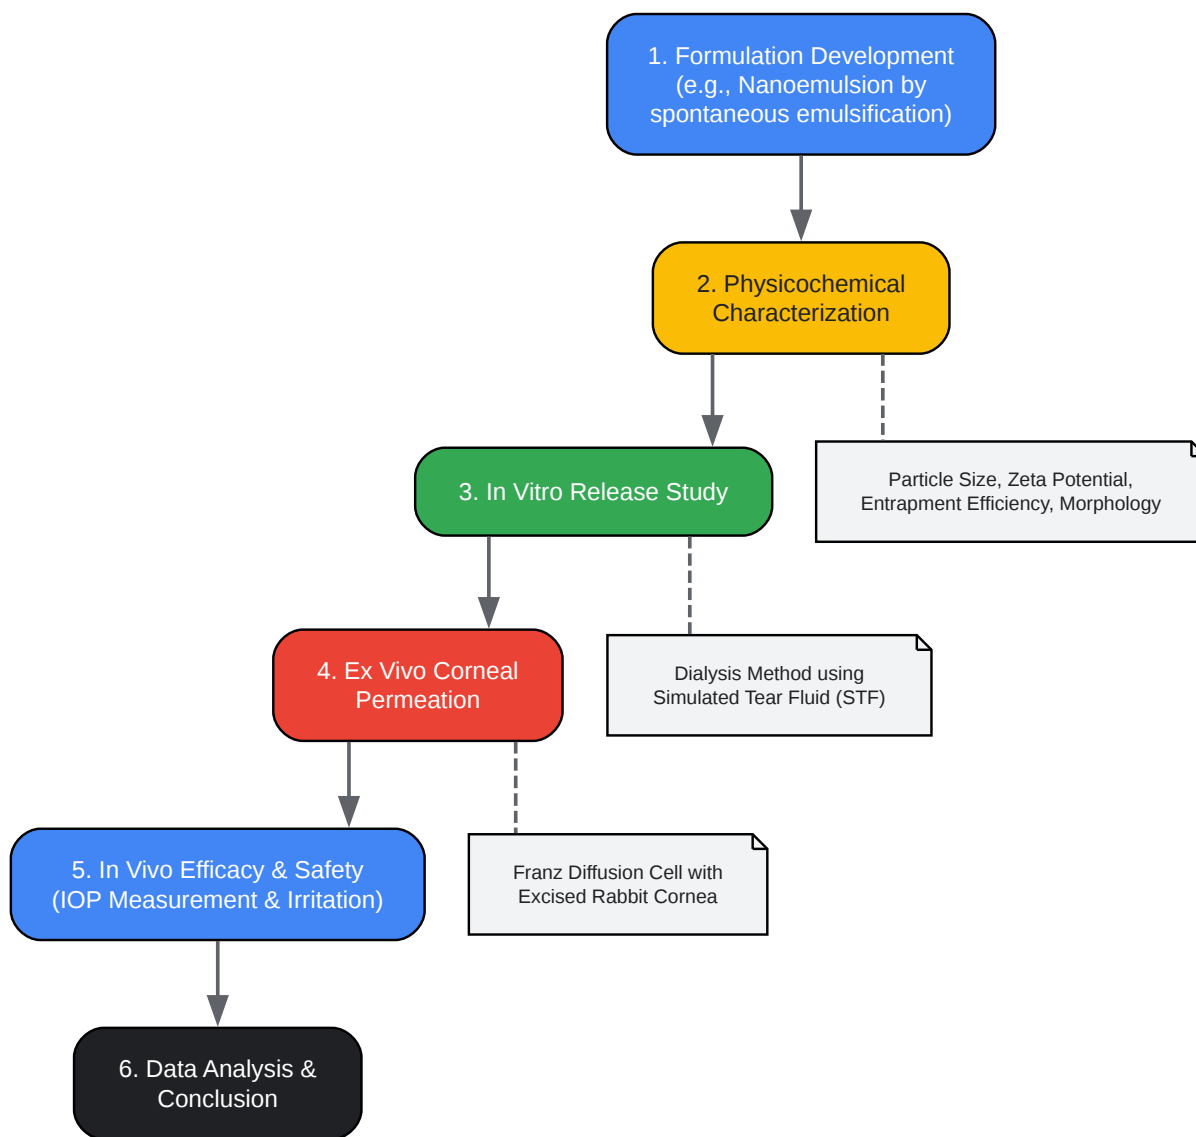 1. Formulation Development
(e.g., Nanoemulsion by
spontaneous emulsification)
2. Physicochemical
Characterization
Particle Size, Zeta Potential,
Entrapment Efficiency, Morphology
3. In Vitro Release Study
Dialysis Method using
Simulated Tear Fluid (STF)
4. Ex Vivo Corneal
Permeation
Franz Diffusion Cell with
Excised Rabbit Cornea
5. In Vivo Efficacy & Safety
(IOP Measurement & Irritation)
6. Data Analysis &
Conclusion